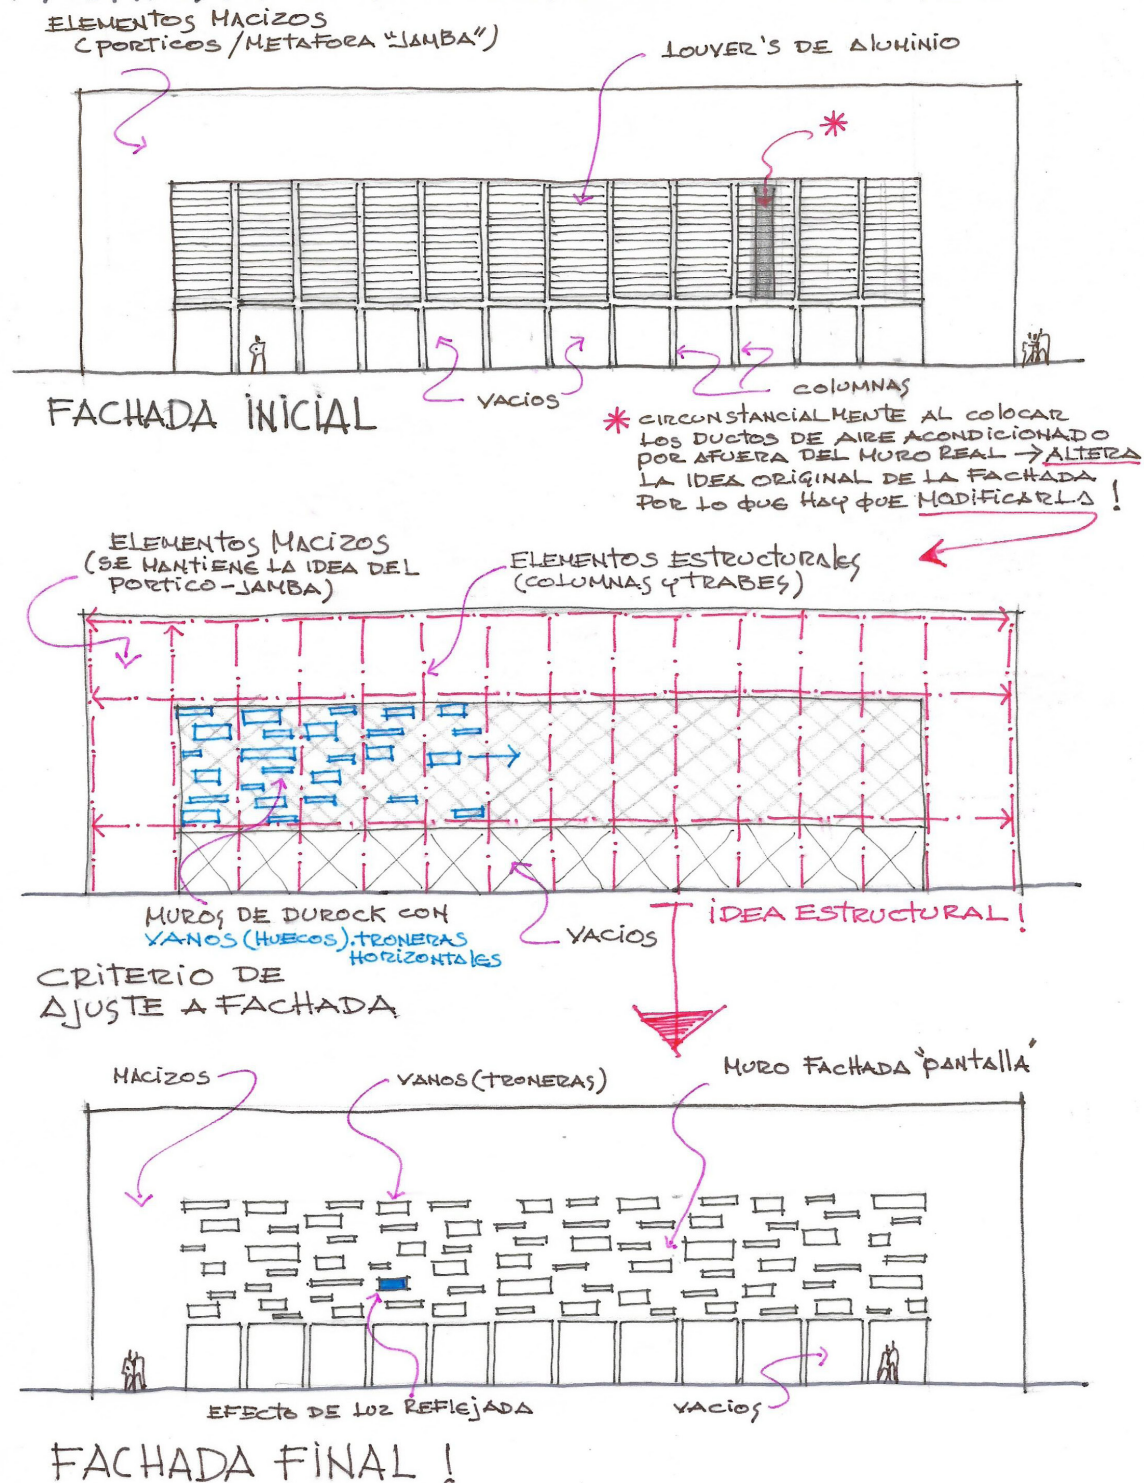 ELEMENTOS MACIZOS
(PORTICOS/METAFORA "JAMBA")
LOUVER'S DE ALUMINIO
*
FACHADA INICIAL
VACIOS
COLUMNAS
* CIRCUNSTANCIALMENTE AL COLOCAR
LOS DUCTOS DE AIRE ACONDICIONADO
POR AFUERA DEL MURO REAL → ALTERA
LA IDEA ORIGINAL DE LA FACHADA
POR LO QUE HAY QUE MODIFICARLA!
ELEMENTOS MACIZOS
(SE MANTIENE LA IDEA DEL
PORTICO-JAMBA)
ELEMENTOS ESTRUCTURALES
(COLUMNAS Y TRABES)
MUROS DE DUROCK CON
VANOS (HUECOS).TRONERAS
HORIZONTALES
VACIOS
IDEA ESTRUCTURAL!
CRITERIO DE
AJUSTE A FACHADA
MACIZOS
VANOS (TRONERAS)
MURO FACHADA "PANTALLA"
EFECTO DE LUZ REFLEJADA
VACIOS
FACHADA FINAL!